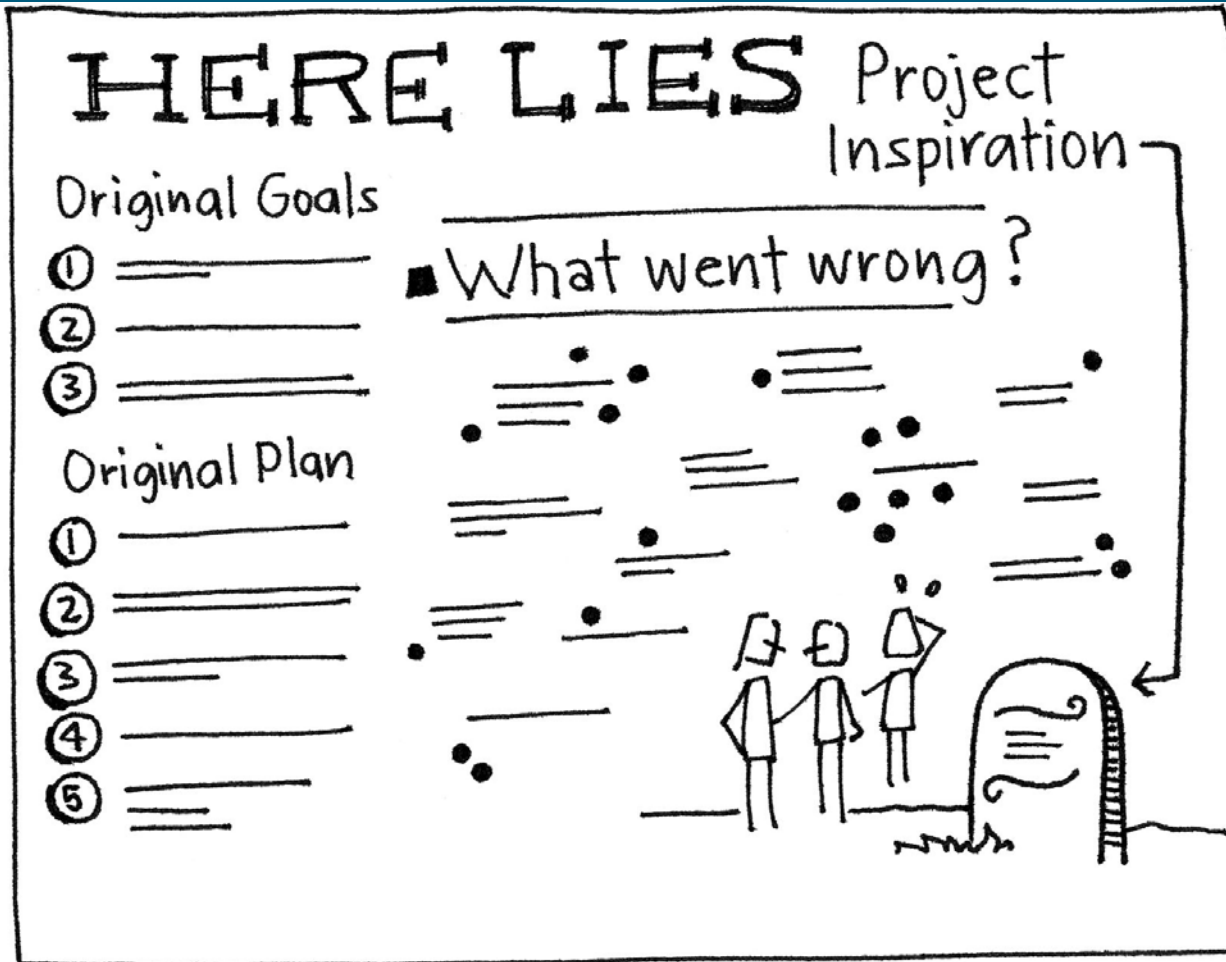 HERE LIES
Project
Inspiration
Original Goals
1
2
3
What went wrong?
Original Plan
1
2
3
4
5